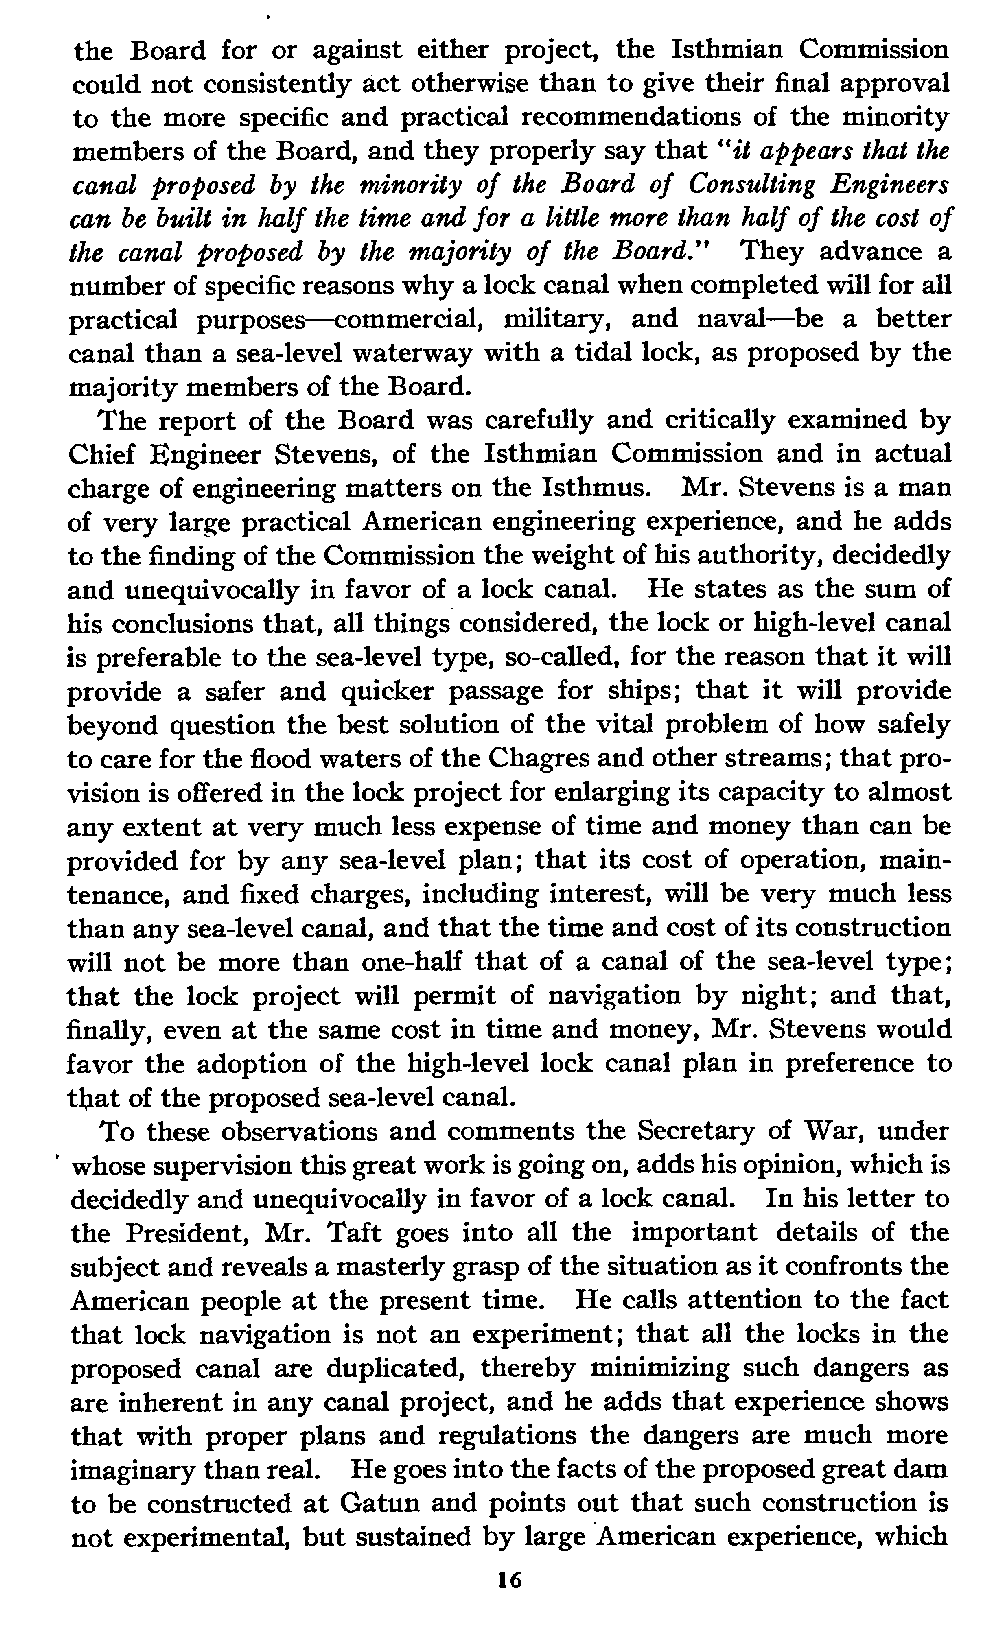 the Board for or against either project, the Isthmian Commission
could not consistently act otherwise than to give their final approval
to the more specific and practical recommendations of the minority
members of the Board, and they properly say that "it appears that the
canal proposed by the minority of the Board of Consulting Engineers
can be built in half the time and for a little more than half of the cost of
the canal proposed by the majority of the Board." They advance a
number of specific reasons why a lock canal when completed will for all
practical purposes—commercial, military, and naval—be a better
canal than a sea-level waterway with a tidal lock, as proposed by the
majority members of the Board.
The report of the Board was carefully and critically examined by
Chief Engineer Stevens, of the Isthmian Commission and in actual
charge of engineering matters on the Isthmus. Mr. Stevens is a man
of very large practical American engineering experience, and he adds
to the finding of the Commission the weight of his authority, decidedly
and unequivocally in favor of a lock canal. He states as the sum of
his conclusions that, all things considered, the lock or high-level canal
is preferable to the sea-level type, so-called, for the reason that it will
provide a safer and quicker passage for ships; that it will provide
beyond question the best solution of the vital problem of how safely
to care for the flood waters of the Chagres and other streams; that pro-
vision is offered in the lock project for enlarging its capacity to almost
any extent at very much less expense of time and money than can be
provided for by any sea-level plan; that its cost of operation, main-
tenance, and fixed charges, including interest, will be very much less
than any sea-level canal, and that the time and cost of its construction
will not be more than one-half that of a canal of the sea-level type;
that the lock project will permit of navigation by night; and that,
finally, even at the same cost in time and money, Mr. Stevens would
favor the adoption of the high-level lock canal plan in preference to
that of the proposed sea-level canal.
To these observations and comments the Secretary of War, under
whose supervision this great work is going on, adds his opinion, which is
decidedly and unequivocally in favor of a lock canal. In his letter to
the President, Mr. Taft goes into all the important details of the
subject and reveals a masterly grasp of the situation as it confronts the
American people at the present time. He calls attention to the fact
that lock navigation is not an experiment; that all the locks in the
proposed canal are duplicated, thereby minimizing such dangers as
are inherent in any canal project, and he adds that experience shows
that with proper plans and regulations the dangers are much more
imaginary than real. He goes into the facts of the proposed great dam
to be constructed at Gatun and points out that such construction is
not experimental, but sustained by large American experience, which
16